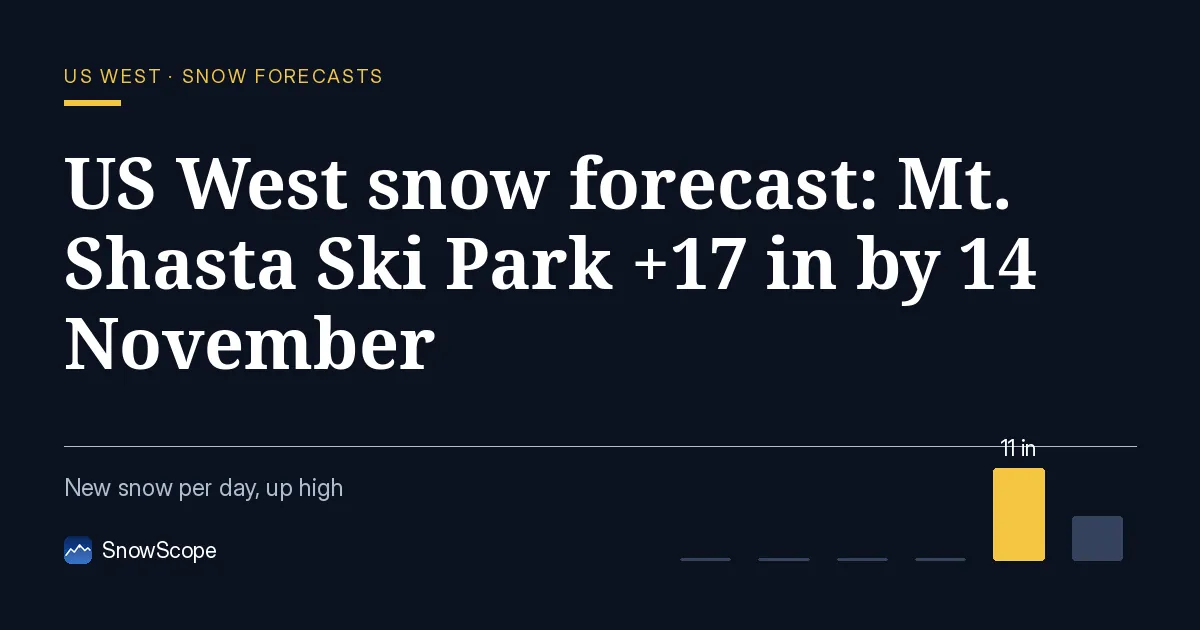 US WEST · SNOW FORECASTS
US West snow forecast: Mt.
Shasta Ski Park +17 in by 14
November
11 in
New snow per day, up high
SnowScope